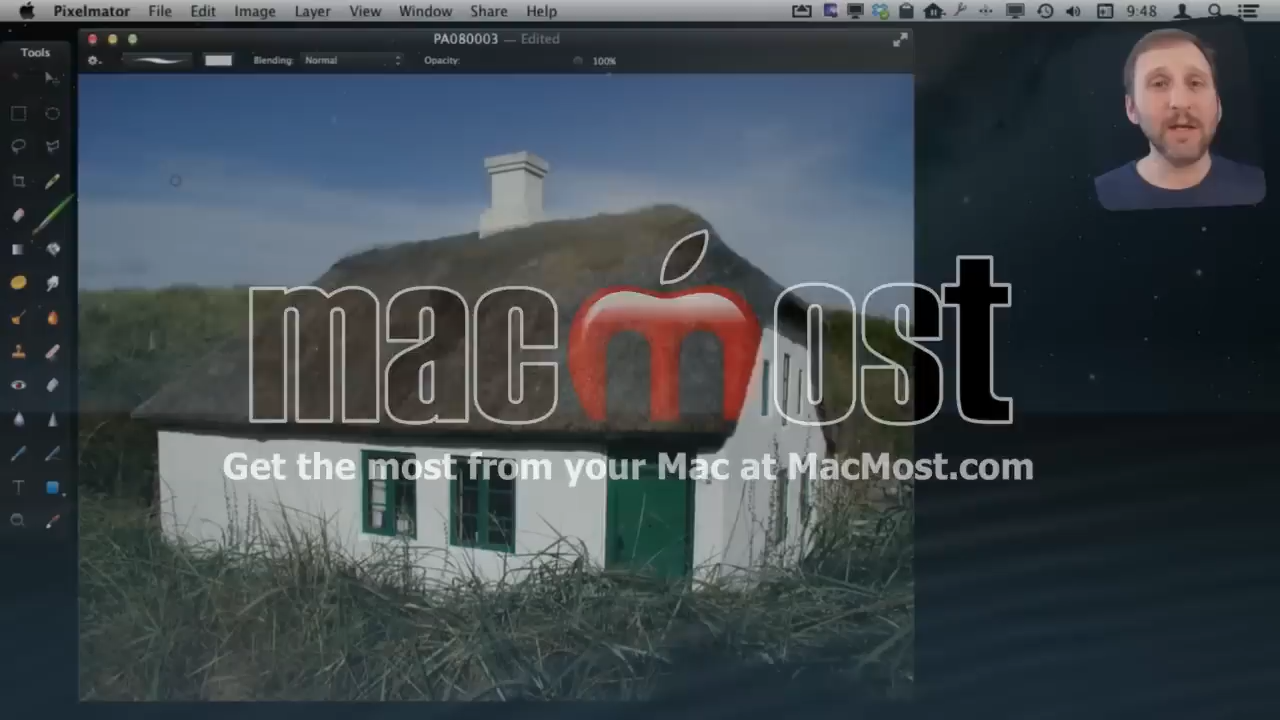 Pixelmator File Edit Image Layer View Window Share Help 9:48
Tools
PA080003 — Edited
Blending: Normal Opacity: 100%
macmost
Get the most from your Mac at MacMost.com